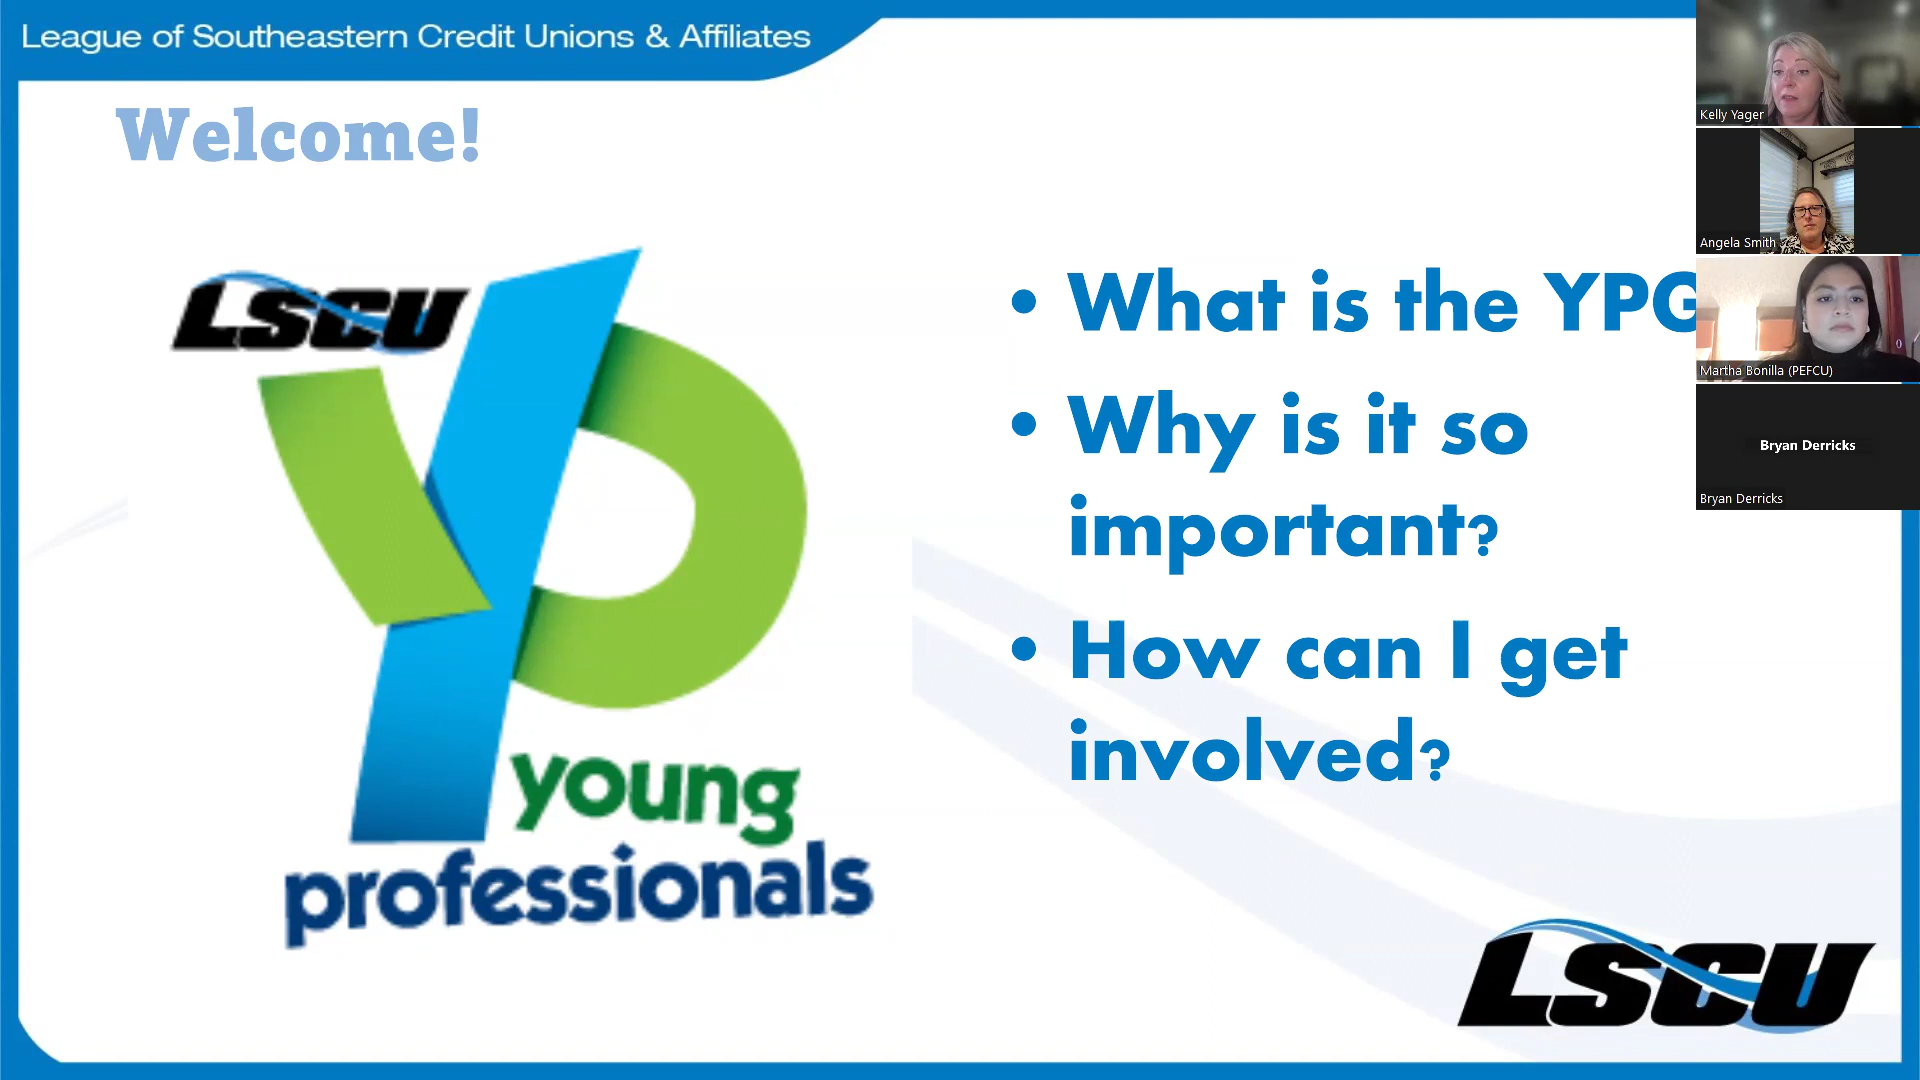 League of Southeastern Credit Unions & Affiliates
Welcome!
LSCU
YP
young
professionals
• What is the YPG
• Why is it so
important?
• How can I get
involved?
LSCU
Kelly Yager
Angela Smith
Martha Bonilla (PEFCU)
Bryan Derricks
Bryan Derricks